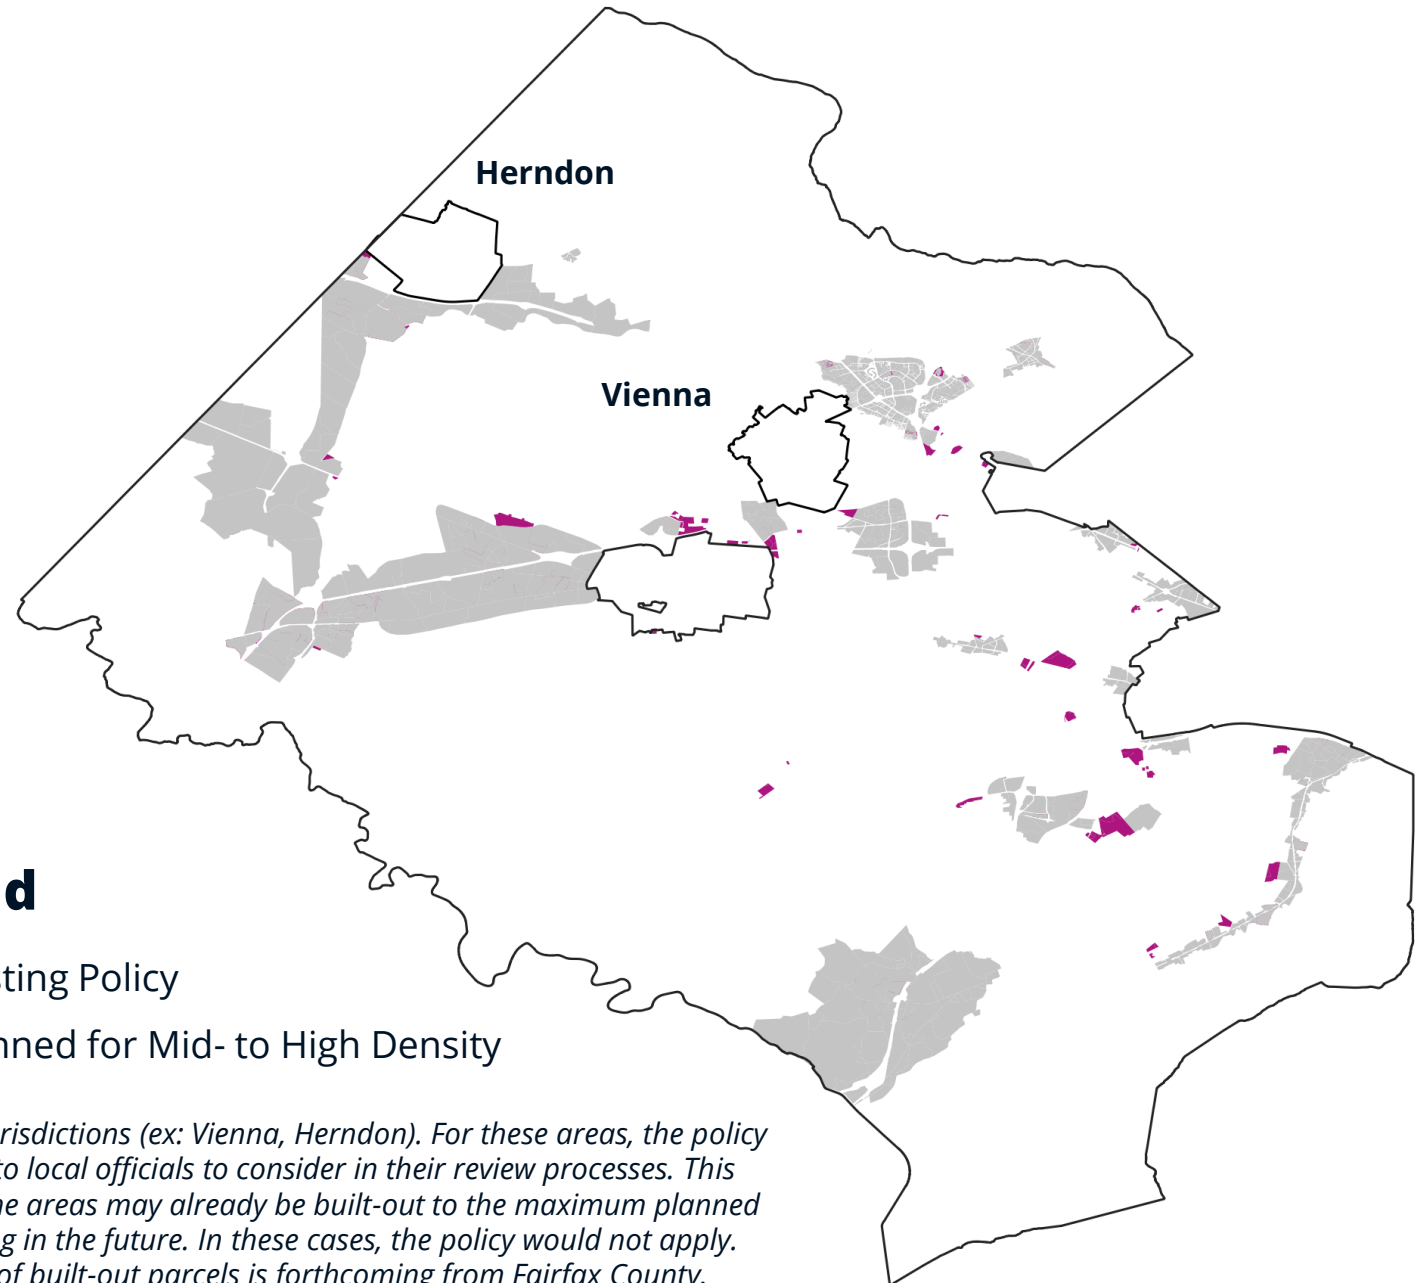 Herndon
Vienna
d
sting Policy
nned for Mid- to High Density
risdictions (ex: Vienna, Herndon). For these areas, the policy
to local officials to consider in their review processes. This
ne areas may already be built-out to the maximum planned
g in the future. In these cases, the policy would not apply.
of built-out parcels is forthcoming from Fairfax County.